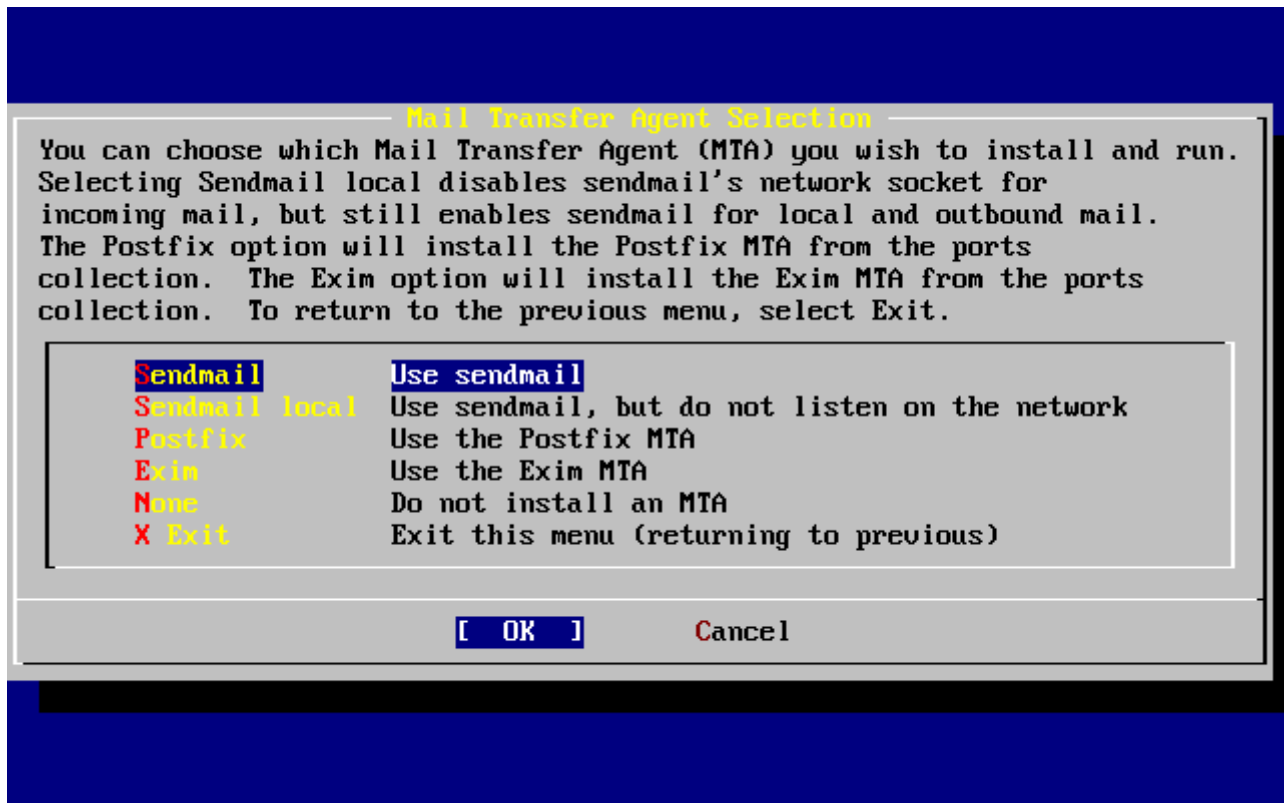 Mail Transfer Agent Selection
You can choose which Mail Transfer Agent (MTA) you wish to install and run.
Selecting Sendmail local disables sendmail's network socket for
incoming mail, but still enables sendmail for local and outbound mail.
The Postfix option will install the Postfix MTA from the ports
collection.  The Exim option will install the Exim MTA from the ports
collection.  To return to the previous menu, select Exit.
Sendmail Use sendmail
Sendmail local Use sendmail, but do not listen on the network
Postfix Use the Postfix MTA
Exim Use the Exim MTA
None Do not install an MTA
X Exit Exit this menu (returning to previous)
[ OK ] Cancel